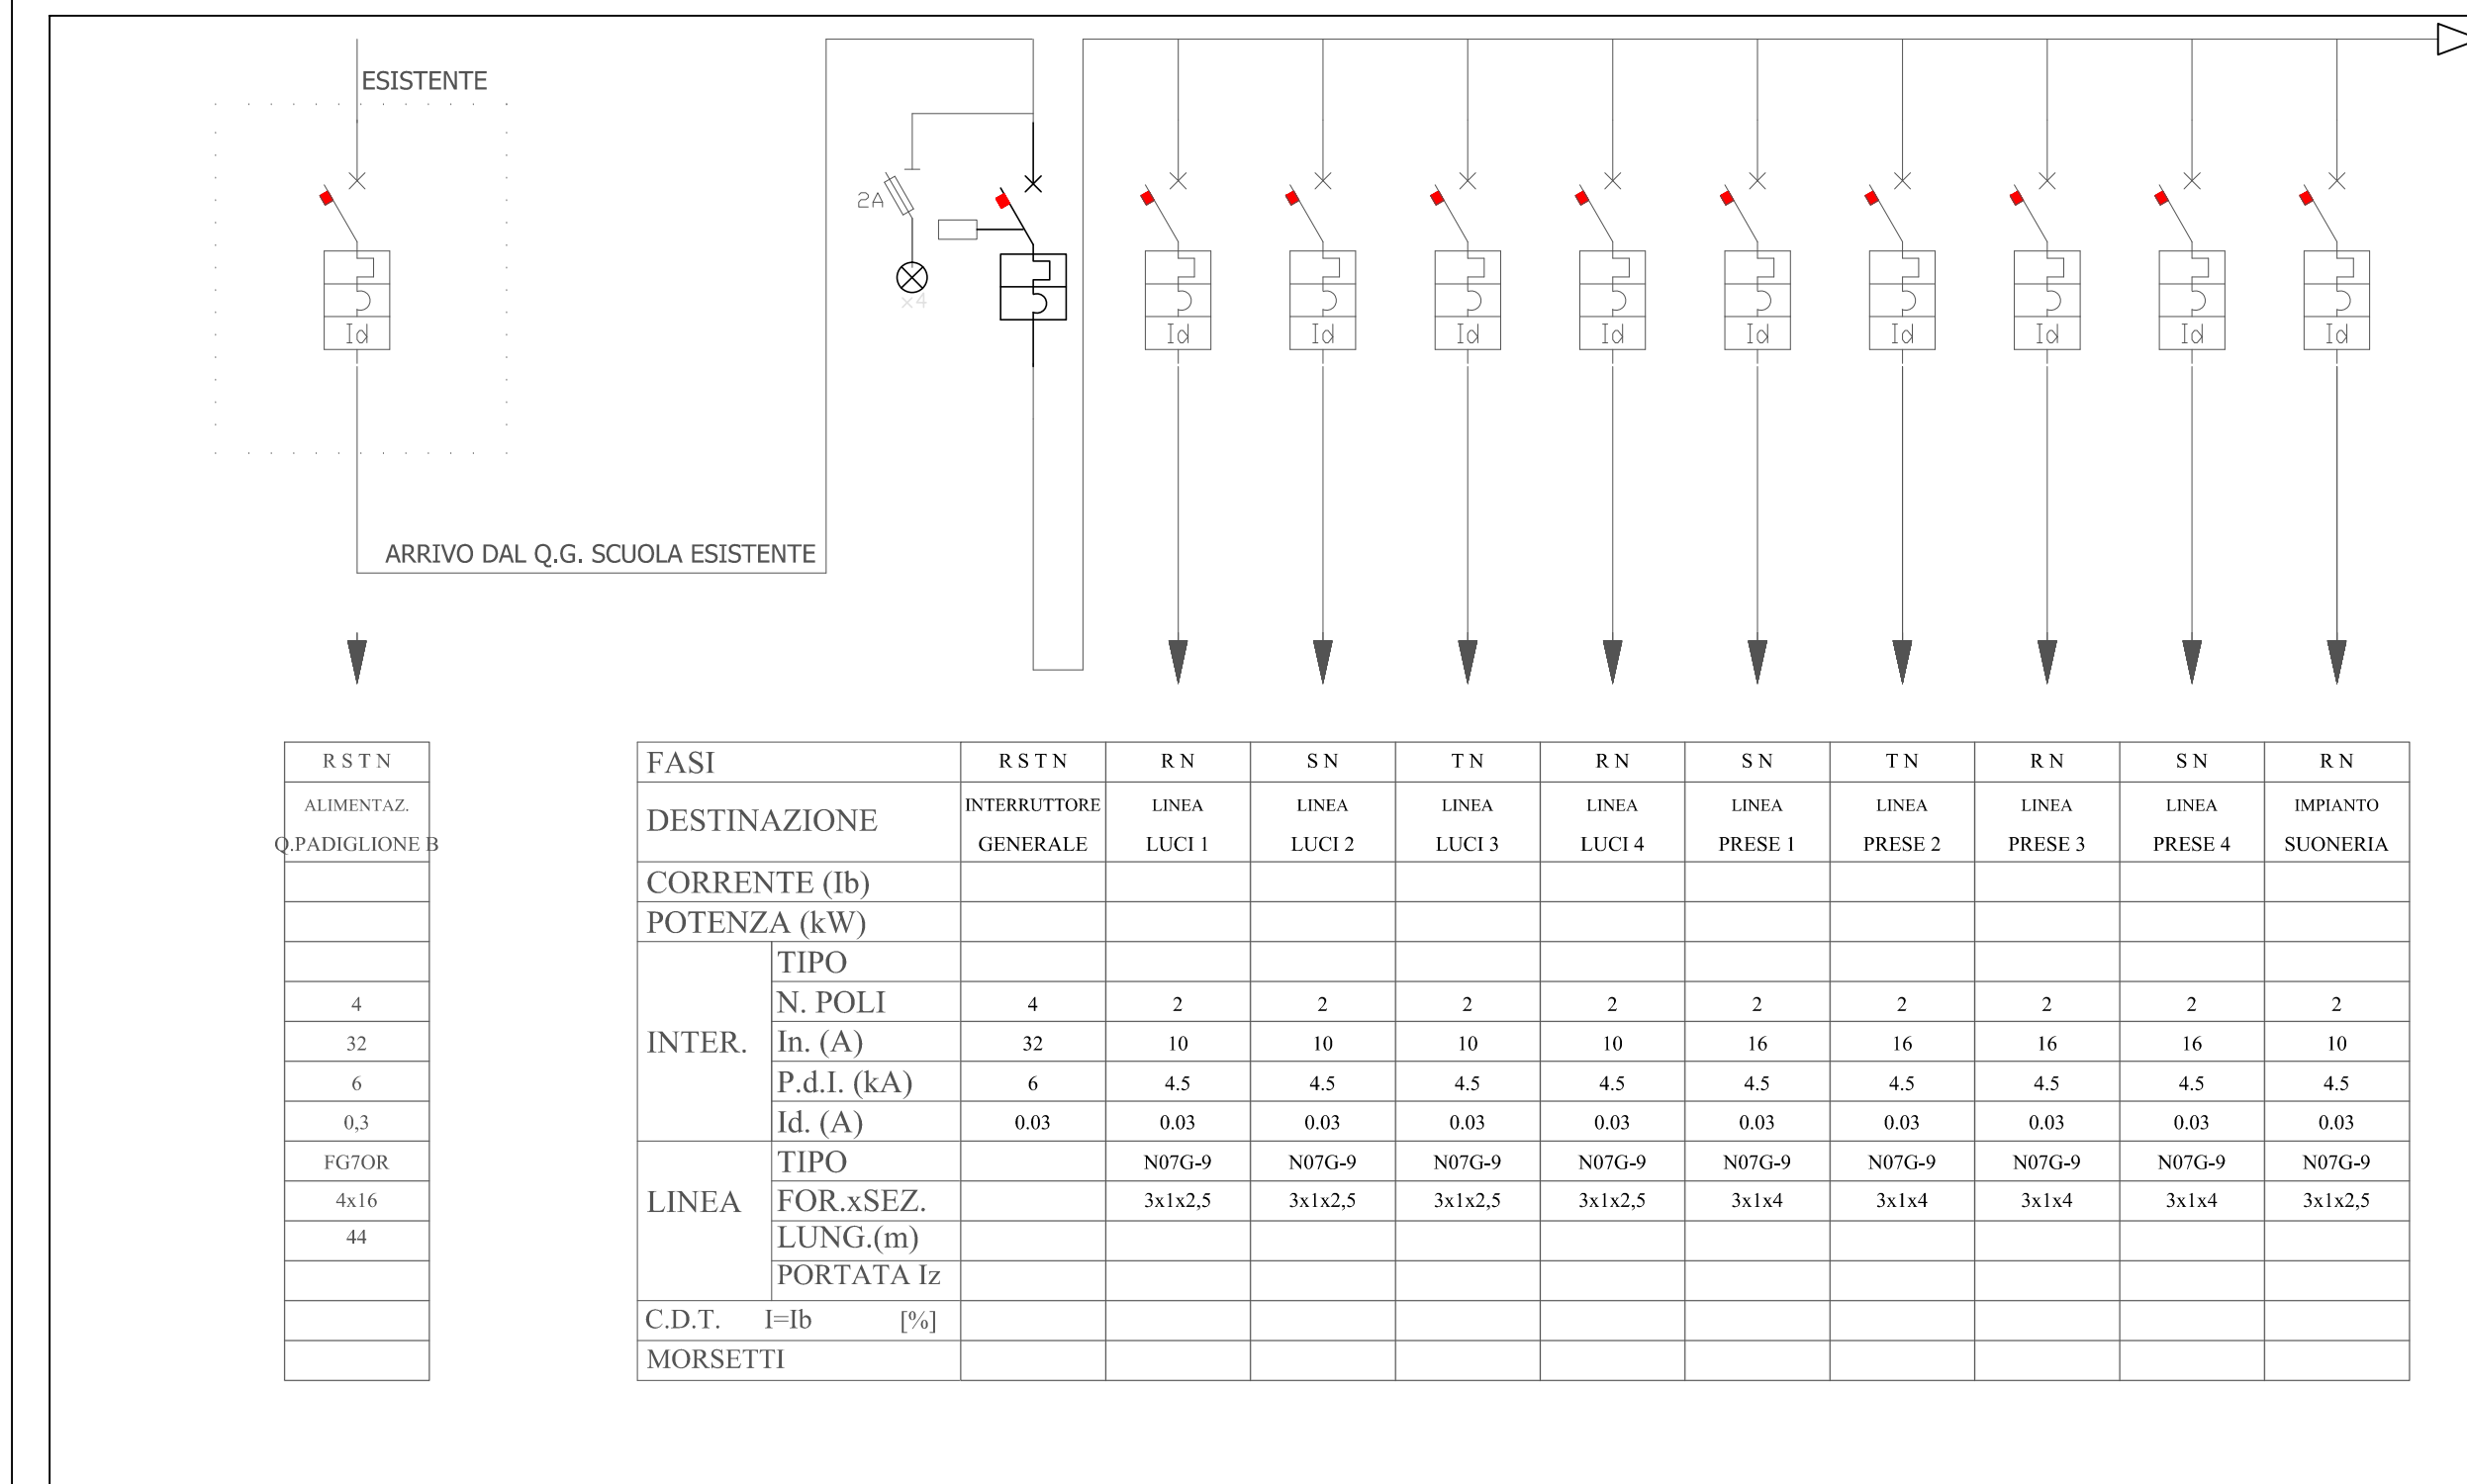 ESISTENTE
2A
×4
Id Id Id Id Id Id Id Id Id Id
ARRIVO DAL Q.G. SCUOLA ESISTENTE
R S T N
ALIMENTAZ.
Q.PADIGLIONE B
4
32
6
0,3
FG7OR
4x16
44
FASI R S T N R N S N T N R N S N T N R N S N R N
DESTINAZIONE
INTERRUTTORE LINEA LINEA LINEA LINEA LINEA LINEA LINEA LINEA IMPIANTO
GENERALE LUCI 1 LUCI 2 LUCI 3 LUCI 4 PRESE 1 PRESE 2 PRESE 3 PRESE 4 SUONERIA
CORRENTE (Ib)
POTENZA (kW)
INTER.
TIPO
N. POLI 4 2 2 2 2 2 2 2 2 2
In. (A) 32 10 10 10 10 16 16 16 16 10
P.d.I. (kA) 6 4.5 4.5 4.5 4.5 4.5 4.5 4.5 4.5 4.5
Id. (A) 0.03 0.03 0.03 0.03 0.03 0.03 0.03 0.03 0.03 0.03
LINEA
TIPO N07G-9 N07G-9 N07G-9 N07G-9 N07G-9 N07G-9 N07G-9 N07G-9 N07G-9
FOR.xSEZ. 3x1x2,5 3x1x2,5 3x1x2,5 3x1x2,5 3x1x4 3x1x4 3x1x4 3x1x4 3x1x2,5
LUNG.(m)
PORTATA Iz
C.D.T. I=Ib [%]
MORSETTI